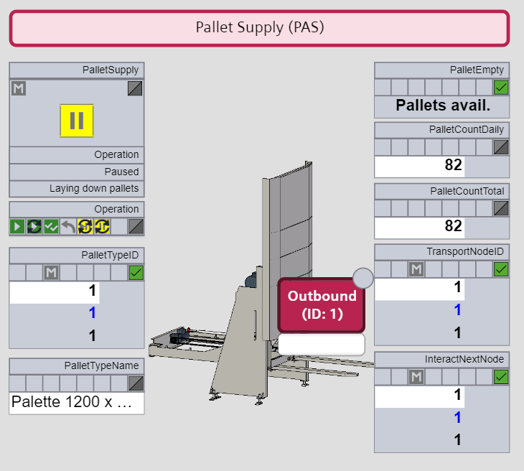 Pallet Supply (PAS)
PalletSupply
M
Operation
Paused
Laying down pallets
Operation
PalletTypeID
M
1
1
1
PalletTypeName
Palette 1200 x ...
Outbound
(ID: 1)
PalletEmpty
Pallets avail.
PalletCountDaily
82
PalletCountTotal
82
TransportNodeID
M
1
1
1
InteractNextNode
M
1
1
1